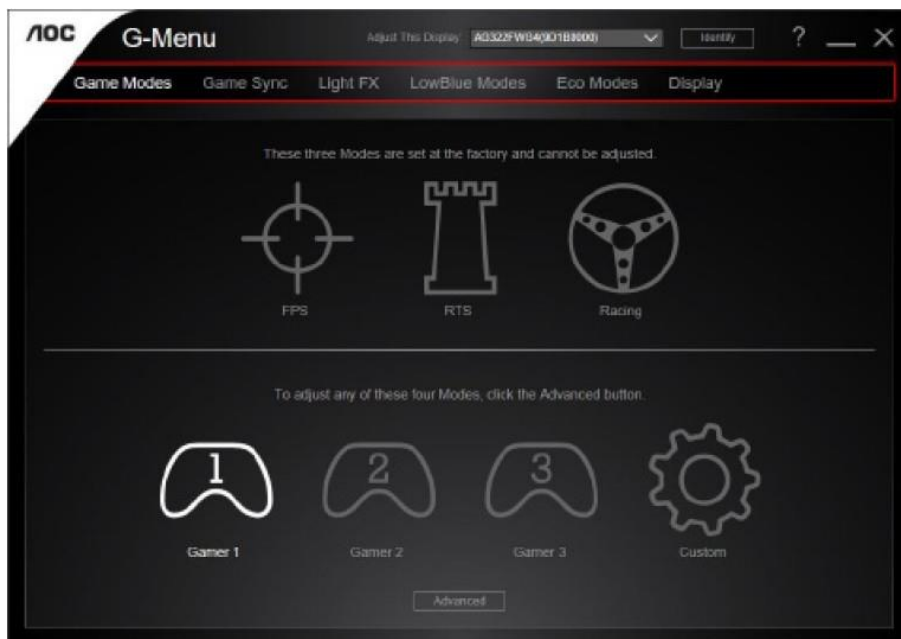 AOC G-Menu Adjust This Display: AG322FWG4(9D1B0000) Identify ?
Game Modes Game Sync Light FX LowBlue Modes Eco Modes Display
These three Modes are set at the factory and cannot be adjusted.
FPS RTS Racing
To adjust any of these four Modes, click the Advanced button.
1 2 3
Gamer 1 Gamer 2 Gamer 3 Custom
Advanced